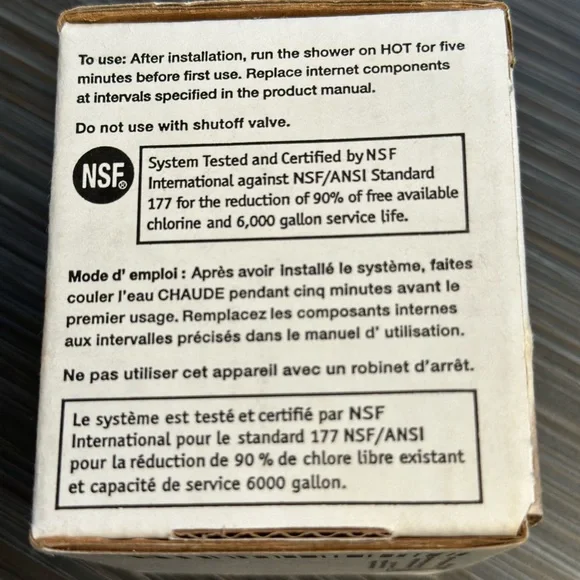 To use: After installation, run the shower on HOT for five
minutes before first use. Replace internet components
at intervals specified in the product manual.
Do not use with shutoff valve.
NSF®
System Tested and Certified by NSF
International against NSF/ANSI Standard
177 for the reduction of 90% of free available
chlorine and 6,000 gallon service life.
Mode d' emploi : Après avoir installé le système, faites
couler l'eau CHAUDE pendant cinq minutes avant le
premier usage. Remplacez les composants internes
aux intervalles précisés dans le manuel d' utilisation.
Ne pas utiliser cet appareil avec un robinet d'arrêt.
Le système est testé et certifié par NSF
International pour le standard 177 NSF/ANSI
pour la réduction de 90 % de chlore libre existant
et capacité de service 6000 gallon.